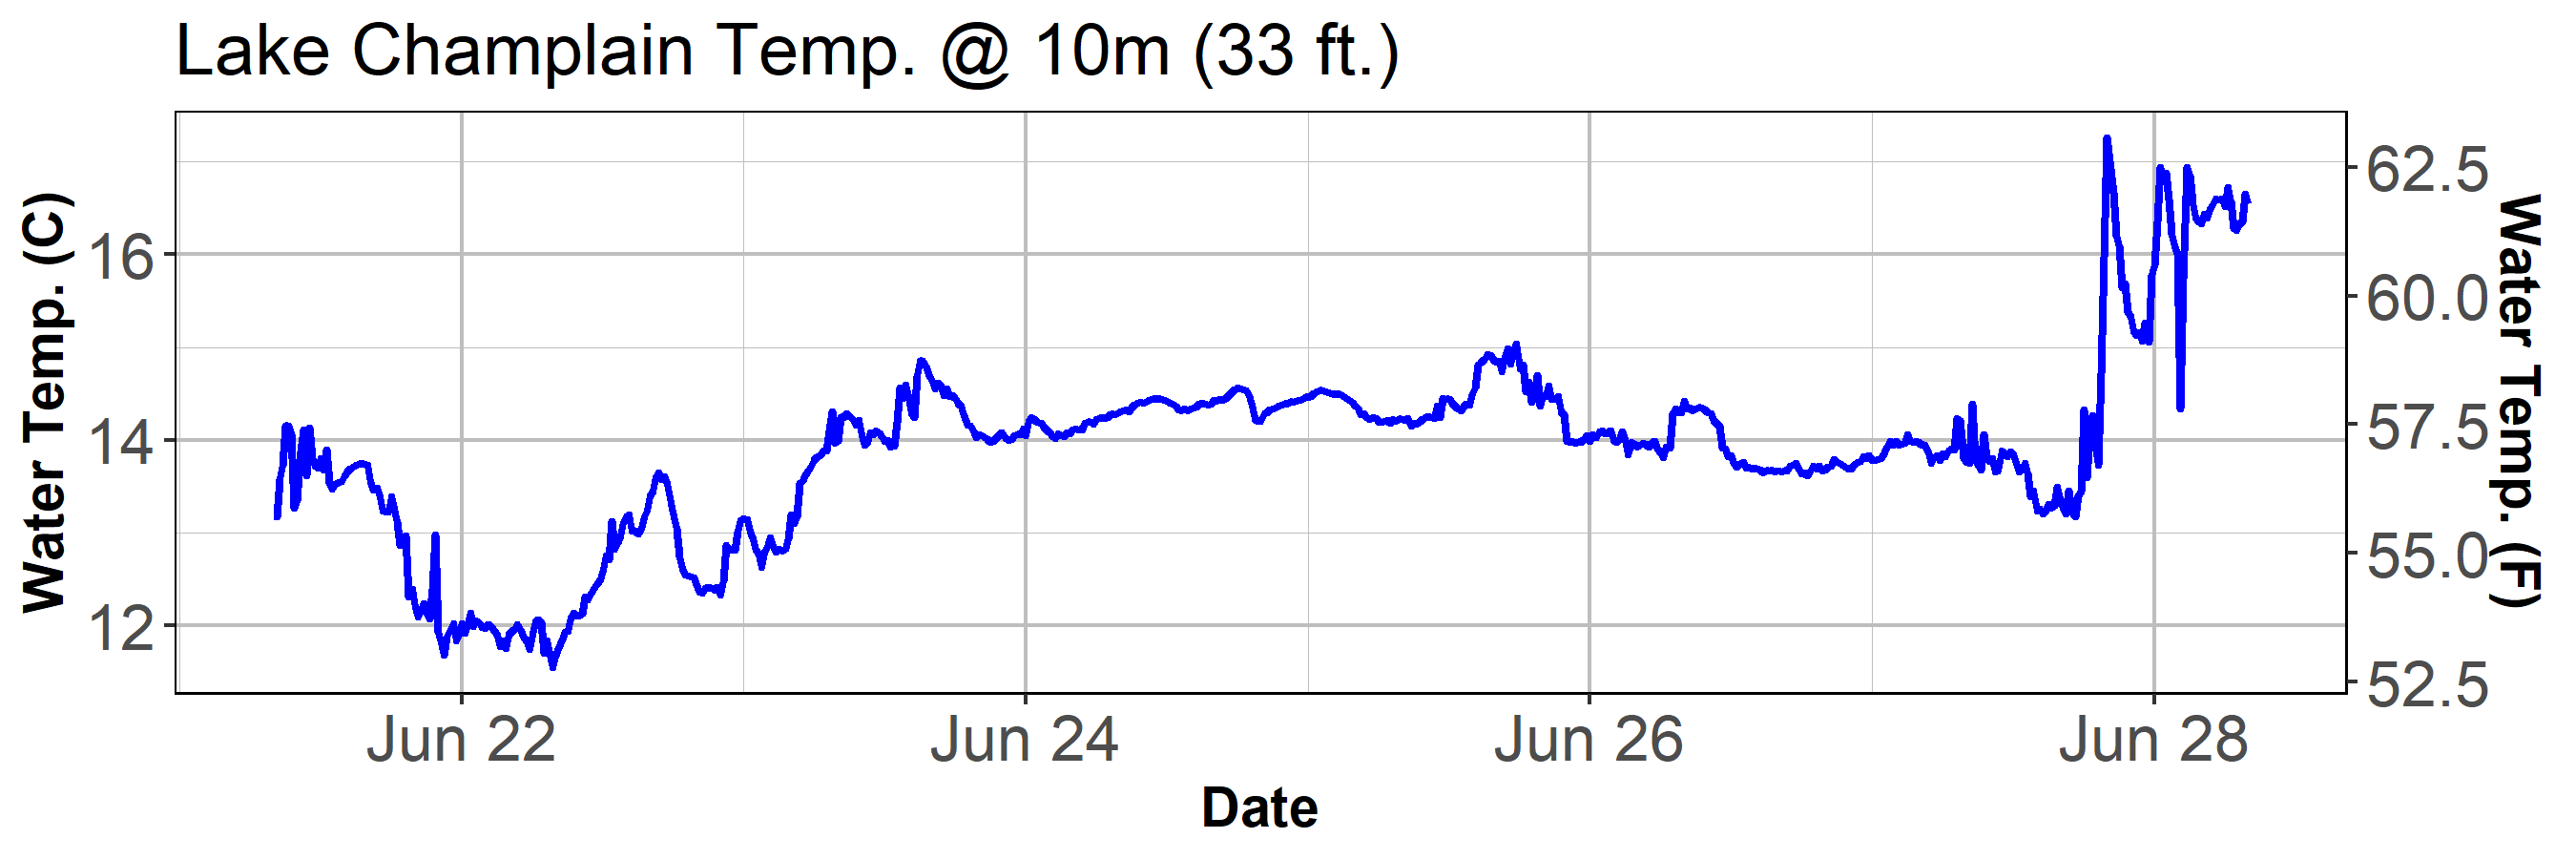 Lake Champlain Temp. @ 10m (33 ft.)
Water Temp. (C)
16
14
12
62.5
60.0
57.5
55.0
52.5
Water Temp. (F)
Jun 22
Jun 24
Jun 26
Jun 28
Date